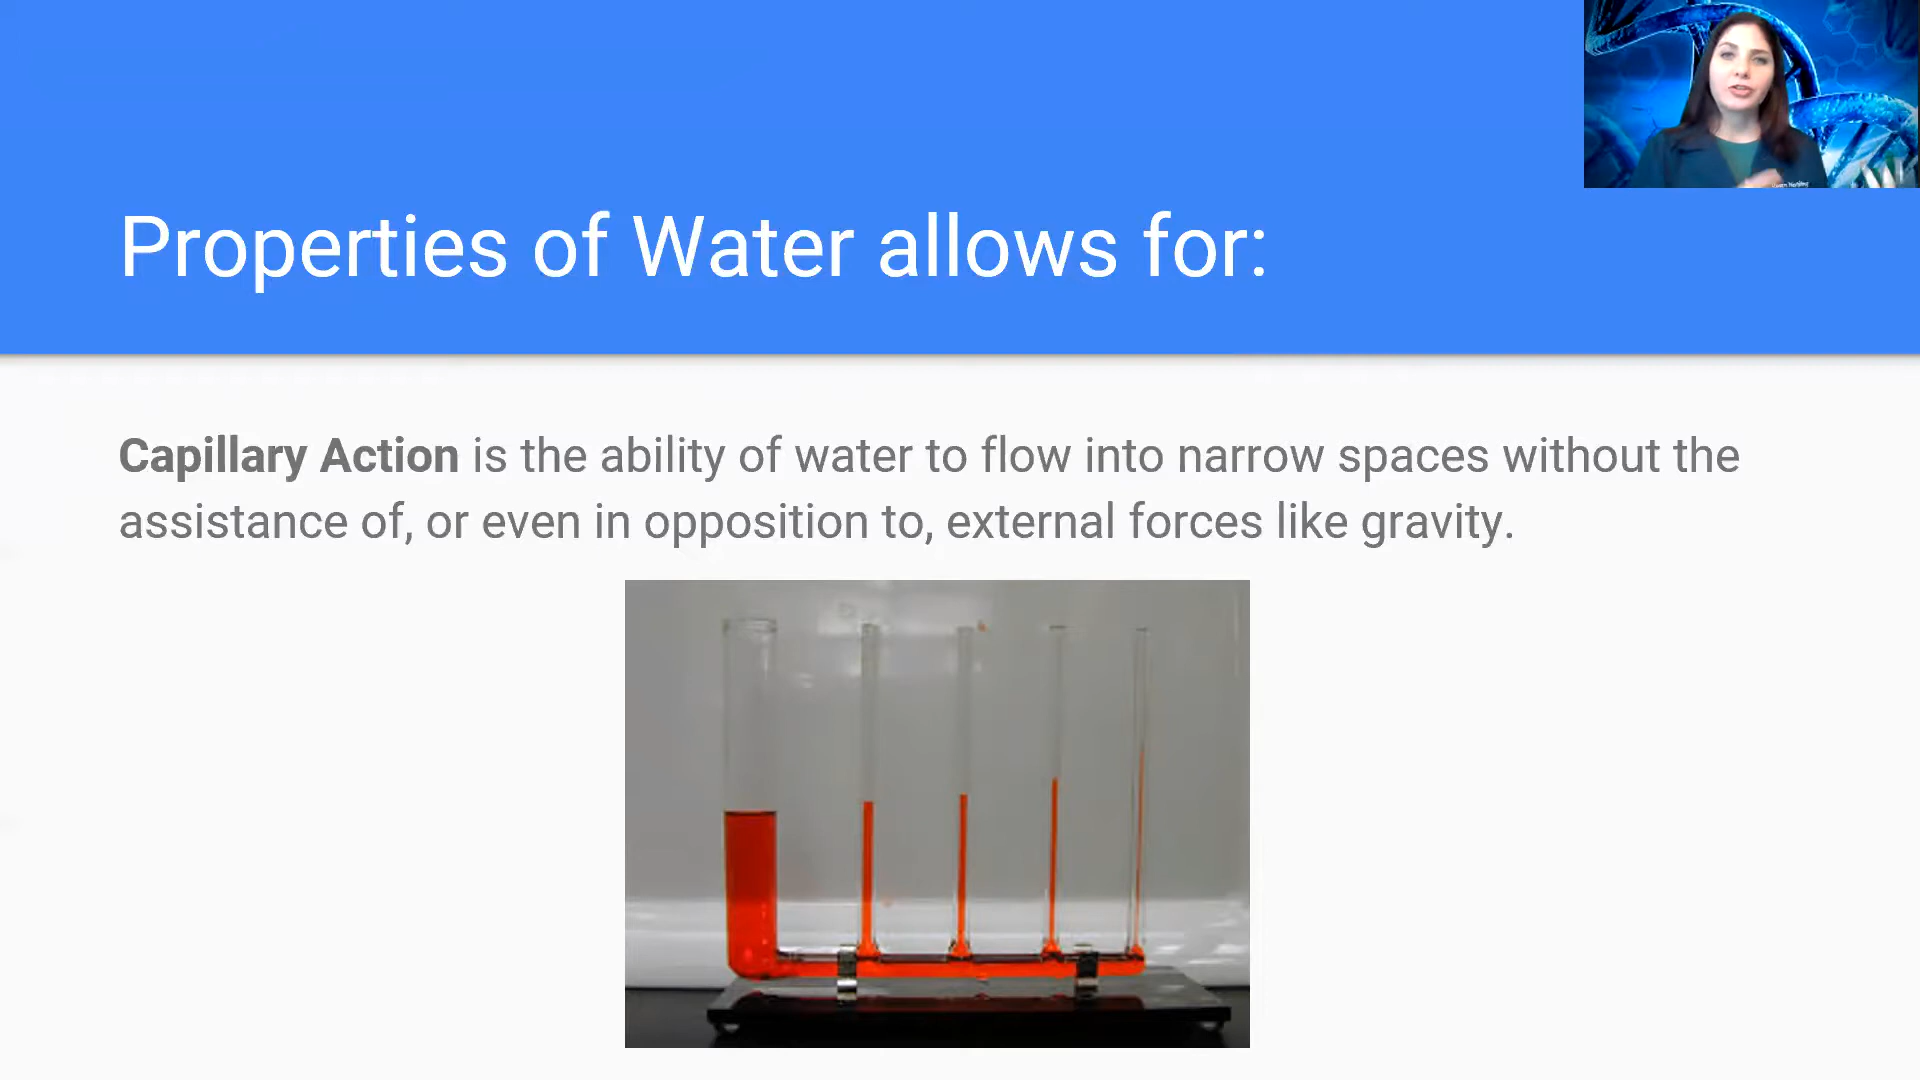 Properties of Water allows for:
Capillary Action is the ability of water to flow into narrow spaces without the
assistance of, or even in opposition to, external forces like gravity.